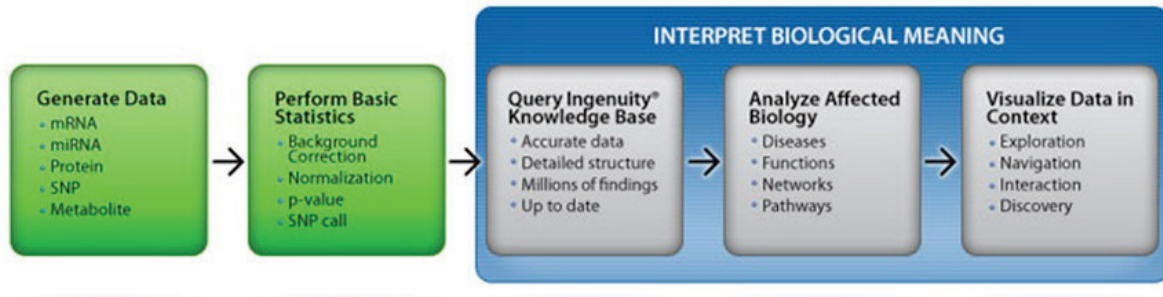 INTERPRET BIOLOGICAL MEANING
Generate Data
• mRNA
• miRNA
• Protein
• SNP
• Metabolite
Perform Basic
Statistics
• Background
Correction
• Normalization
• p-value
• SNP call
Query Ingenuity®
Knowledge Base
• Accurate data
• Detailed structure
• Millions of findings
• Up to date
Analyze Affected
Biology
• Diseases
• Functions
• Networks
• Pathways
Visualize Data in
Context
• Exploration
• Navigation
• Interaction
• Discovery